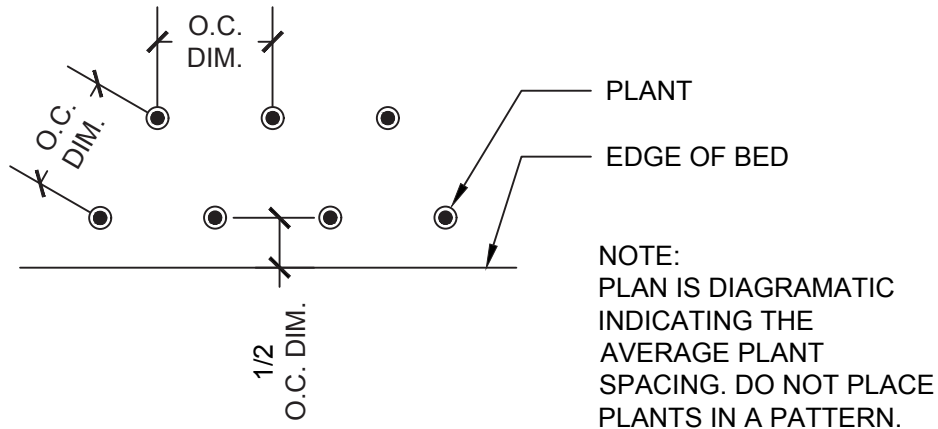 O.C.
DIM.
O.C.
DIM.
PLANT
EDGE OF BED
1/2
O.C. DIM.
NOTE:
PLAN IS DIAGRAMATIC
INDICATING THE
AVERAGE PLANT
SPACING. DO NOT PLACE
PLANTS IN A PATTERN.